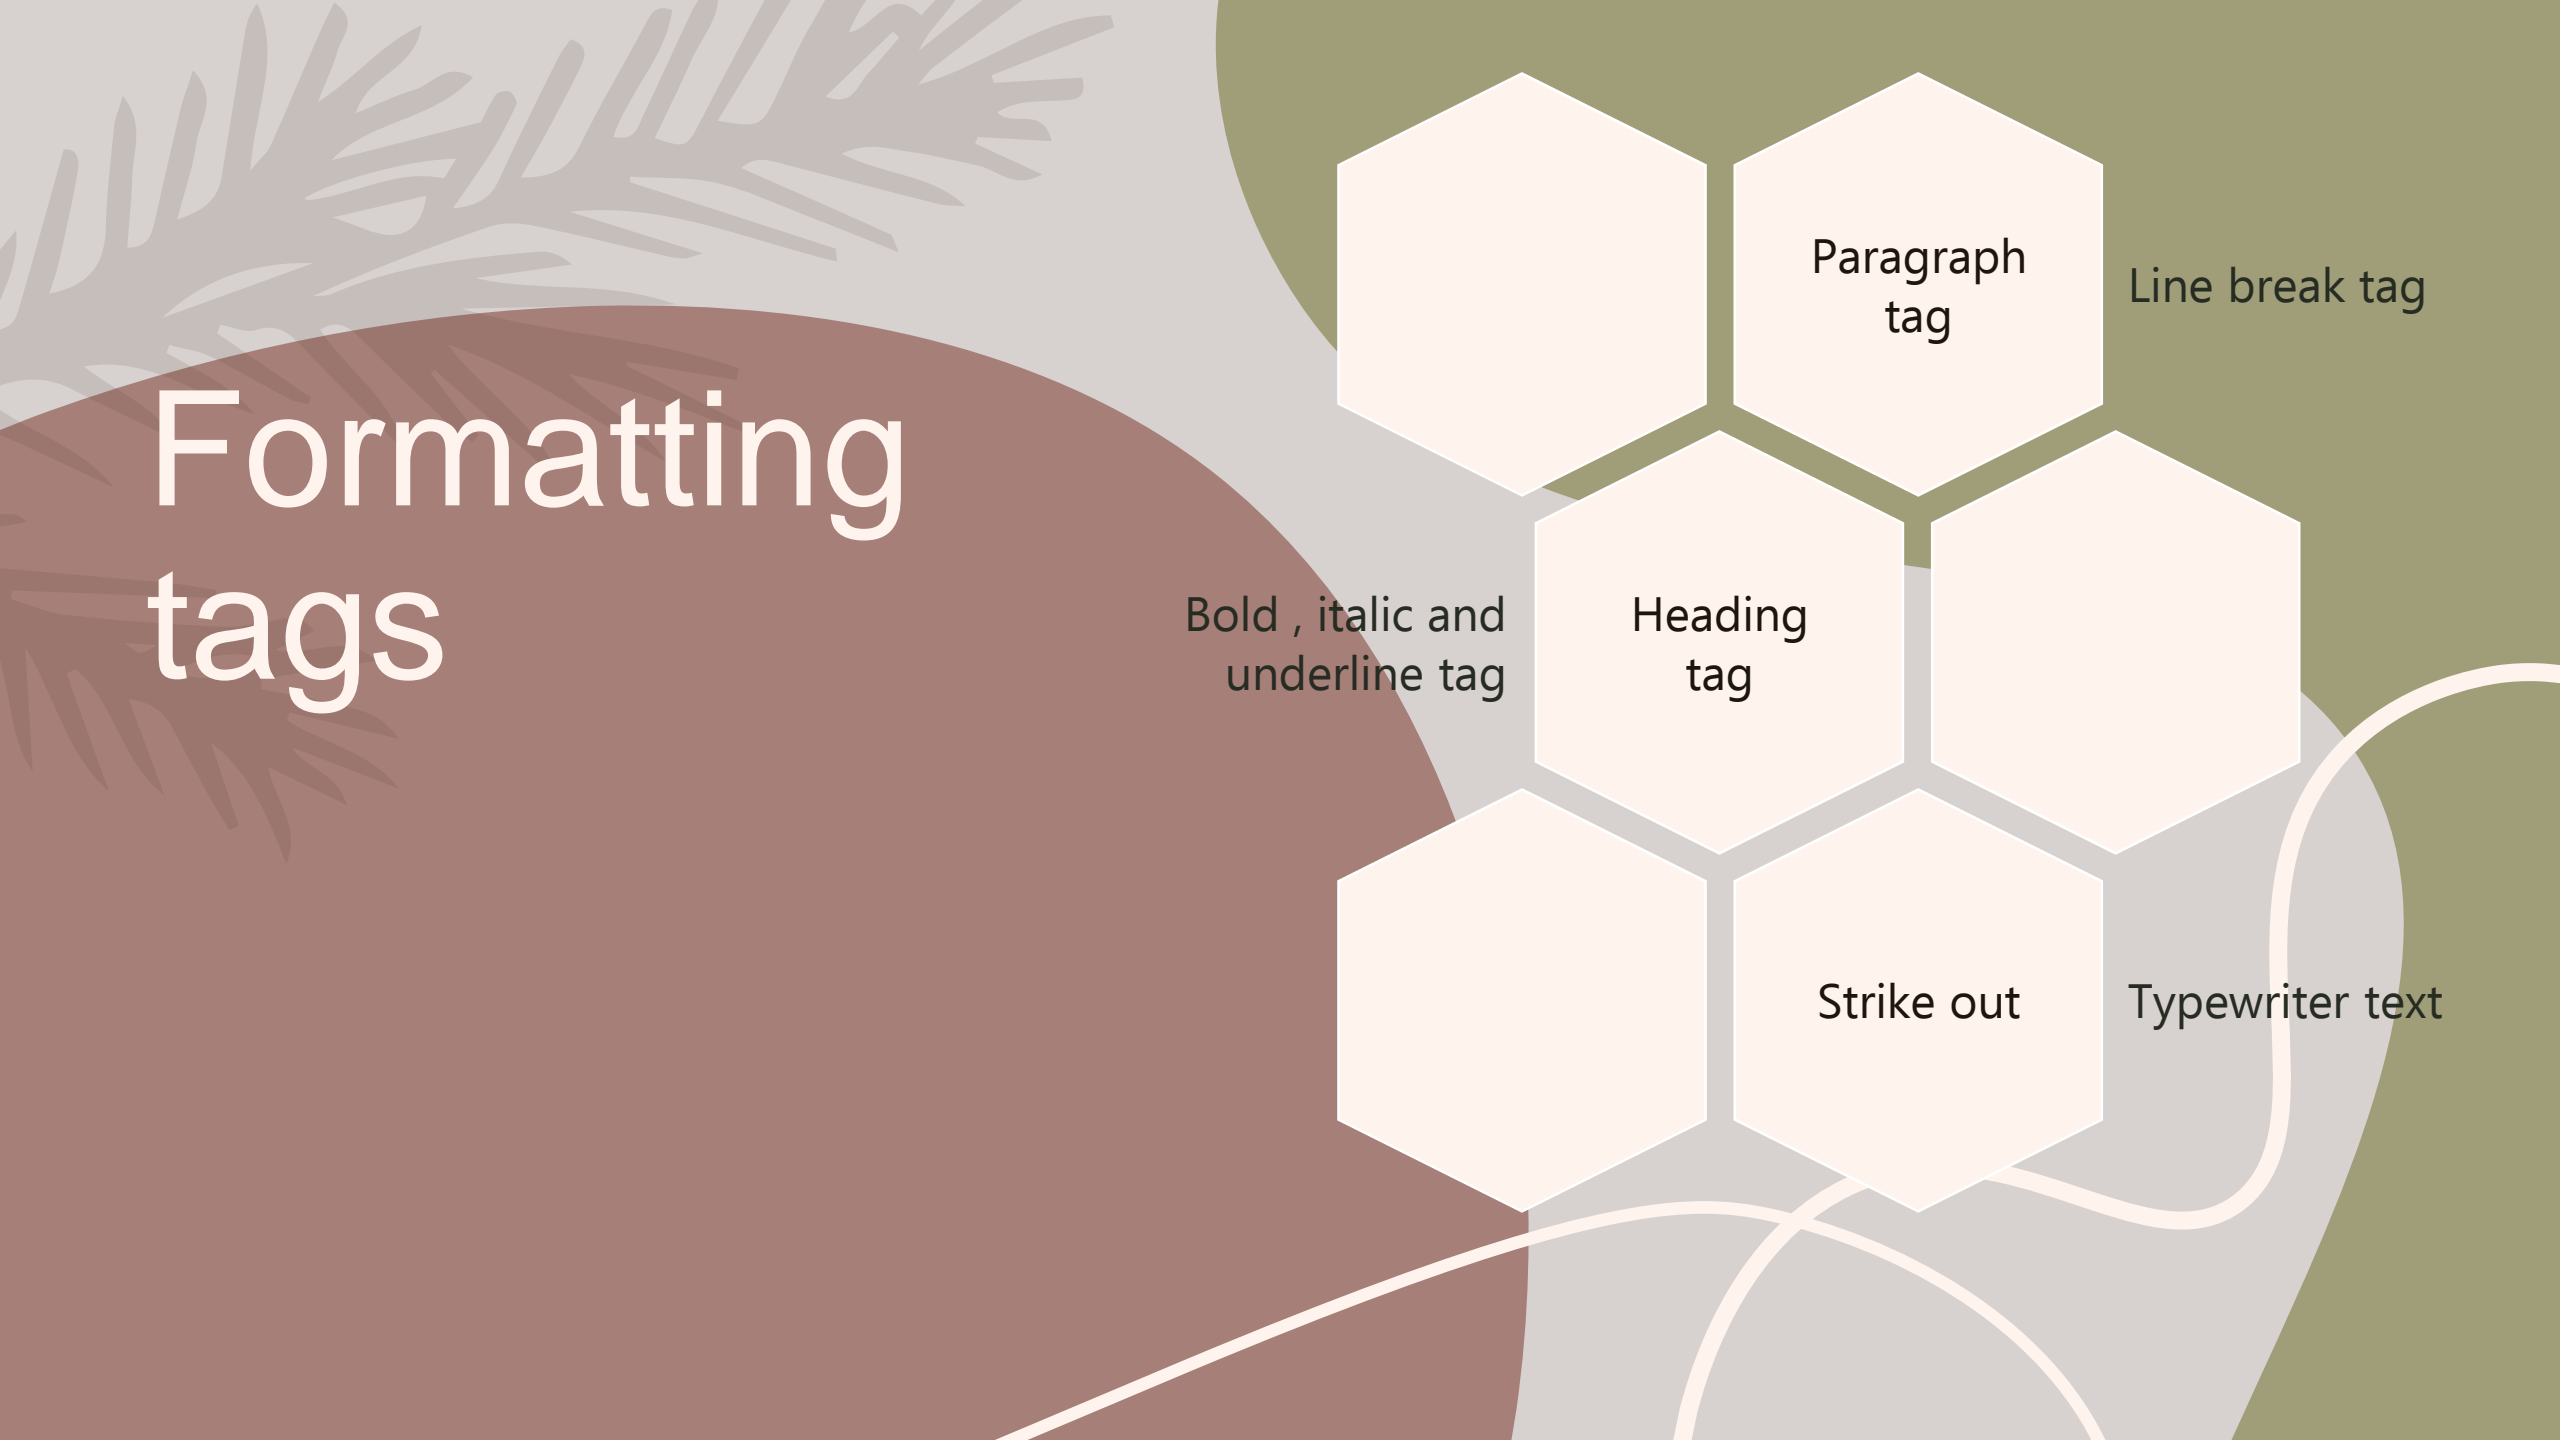 Formatting
tags
Paragraph
tag
Line break tag
Bold , italic and
underline tag
Heading
tag
Strike out
Typewriter text